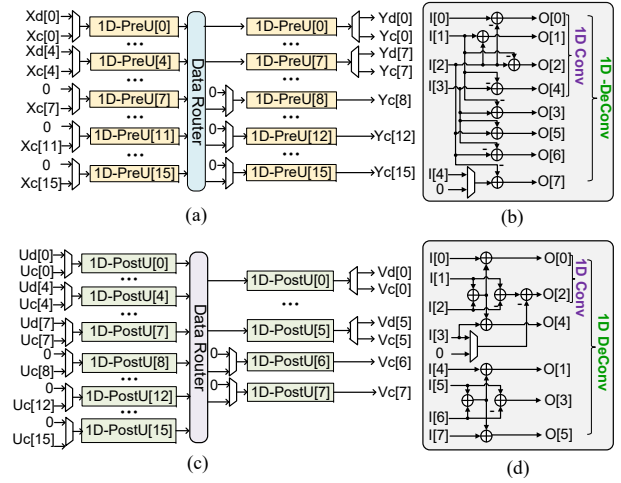 Xd[0]
Xc[0]
1D-PreU[0]
1D-PreU[0]
Yd[0]
Yc[0]
...
...
Xd[4]
Xc[4]
1D-PreU[4]
1D-PreU[7]
Yd[7]
Yc[7]
...
...
0
Xc[7]
1D-PreU[7]
0
1D-PreU[8]
Yc[8]
...
...
0
Xc[11]
1D-PreU[11]
0
1D-PreU[12]
Yc[12]
...
...
0
Xc[15]
1D-PreU[15]
0
1D-PreU[15]
Yc[15]
Data Router
(a)
I[0]
I[1]
I[2]
I[3]
I[4]
0
O[0]
O[1]
O[2]
O[4]
O[3]
O[5]
O[6]
O[7]
1D Conv
1D -DeConv
(b)
Ud[0]
Uc[0]
1D-PostU[0]
...
Ud[4]
Uc[4]
1D-PostU[4]
...
Ud[7]
Uc[7]
1D-PostU[7]
0
Uc[8]
1D-PostU[8]
...
0
Uc[12]
1D-PostU[12]
...
0
Uc[15]
1D-PostU[15]
Data Router
1D-PostU[0]
Vd[0]
Vc[0]
...
1D-PostU[5]
Vd[5]
Vc[5]
0
1D-PostU[6]
Vc[6]
0
1D-PostU[7]
Vc[7]
(c)
I[0]
I[1]
I[2]
I[3]
0
I[4]
I[5]
I[6]
I[7]
O[0]
O[2]
O[4]
O[1]
O[3]
O[5]
1D Conv
1D DeConv
(d)